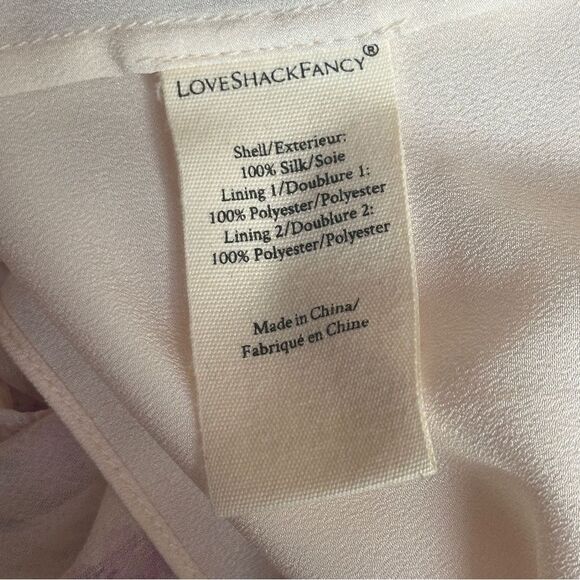 LOVESHACKFANCY®
Shell/Exterieur:
100% Silk/Soie
Lining 1/Doublure 1:
100% Polyester/Polyester
Lining 2/Doublure 2:
100% Polyester/Polyester
Made in China/
Fabriqué en Chine